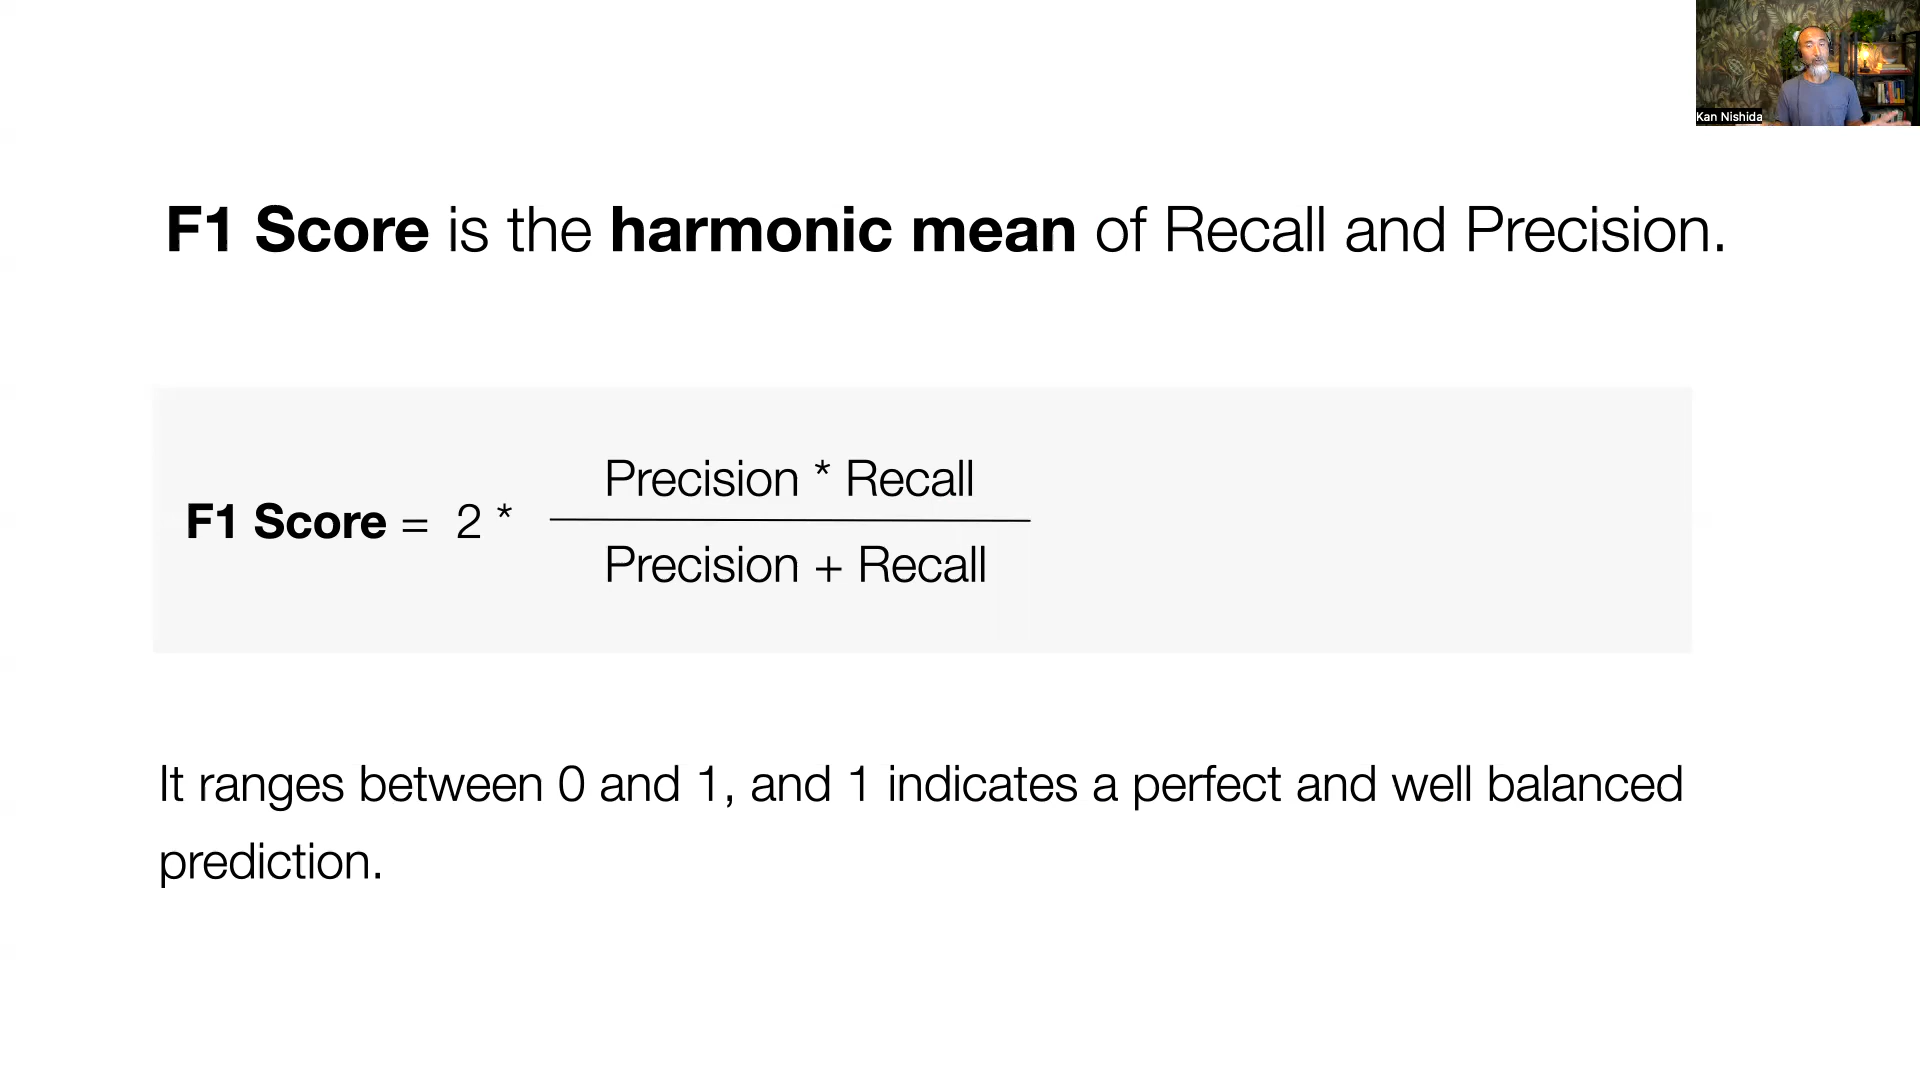 Kan Nishida
F1 Score is the harmonic mean of Recall and Precision.
Precision * Recall
F1 Score = 2 *
Precision + Recall
It ranges between 0 and 1, and 1 indicates a perfect and well balanced
prediction.